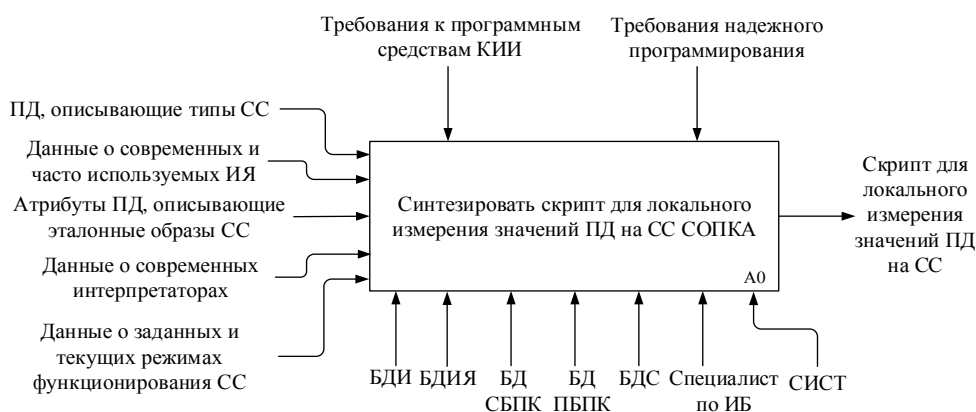 Требования к программным
средствам КИИ
Требования надежного
программирования
ПД, описывающие типы СС
Данные о современных и
часто используемых ИЯ
Атрибуты ПД, описывающие
эталонные образы СС
Данные о современных
интерпретаторах
Данные о заданных и
текущих режимах
функционирования СС
Синтезировать скрипт для локального
измерения значений ПД на СС СОПКА
A0
Скрипт для
локального
измерения
значений ПД
на СС
БДИ
БДИЯ
БД
СБПК
БД
ПБПК
БДС
Специалист
по ИБ
СИСТ